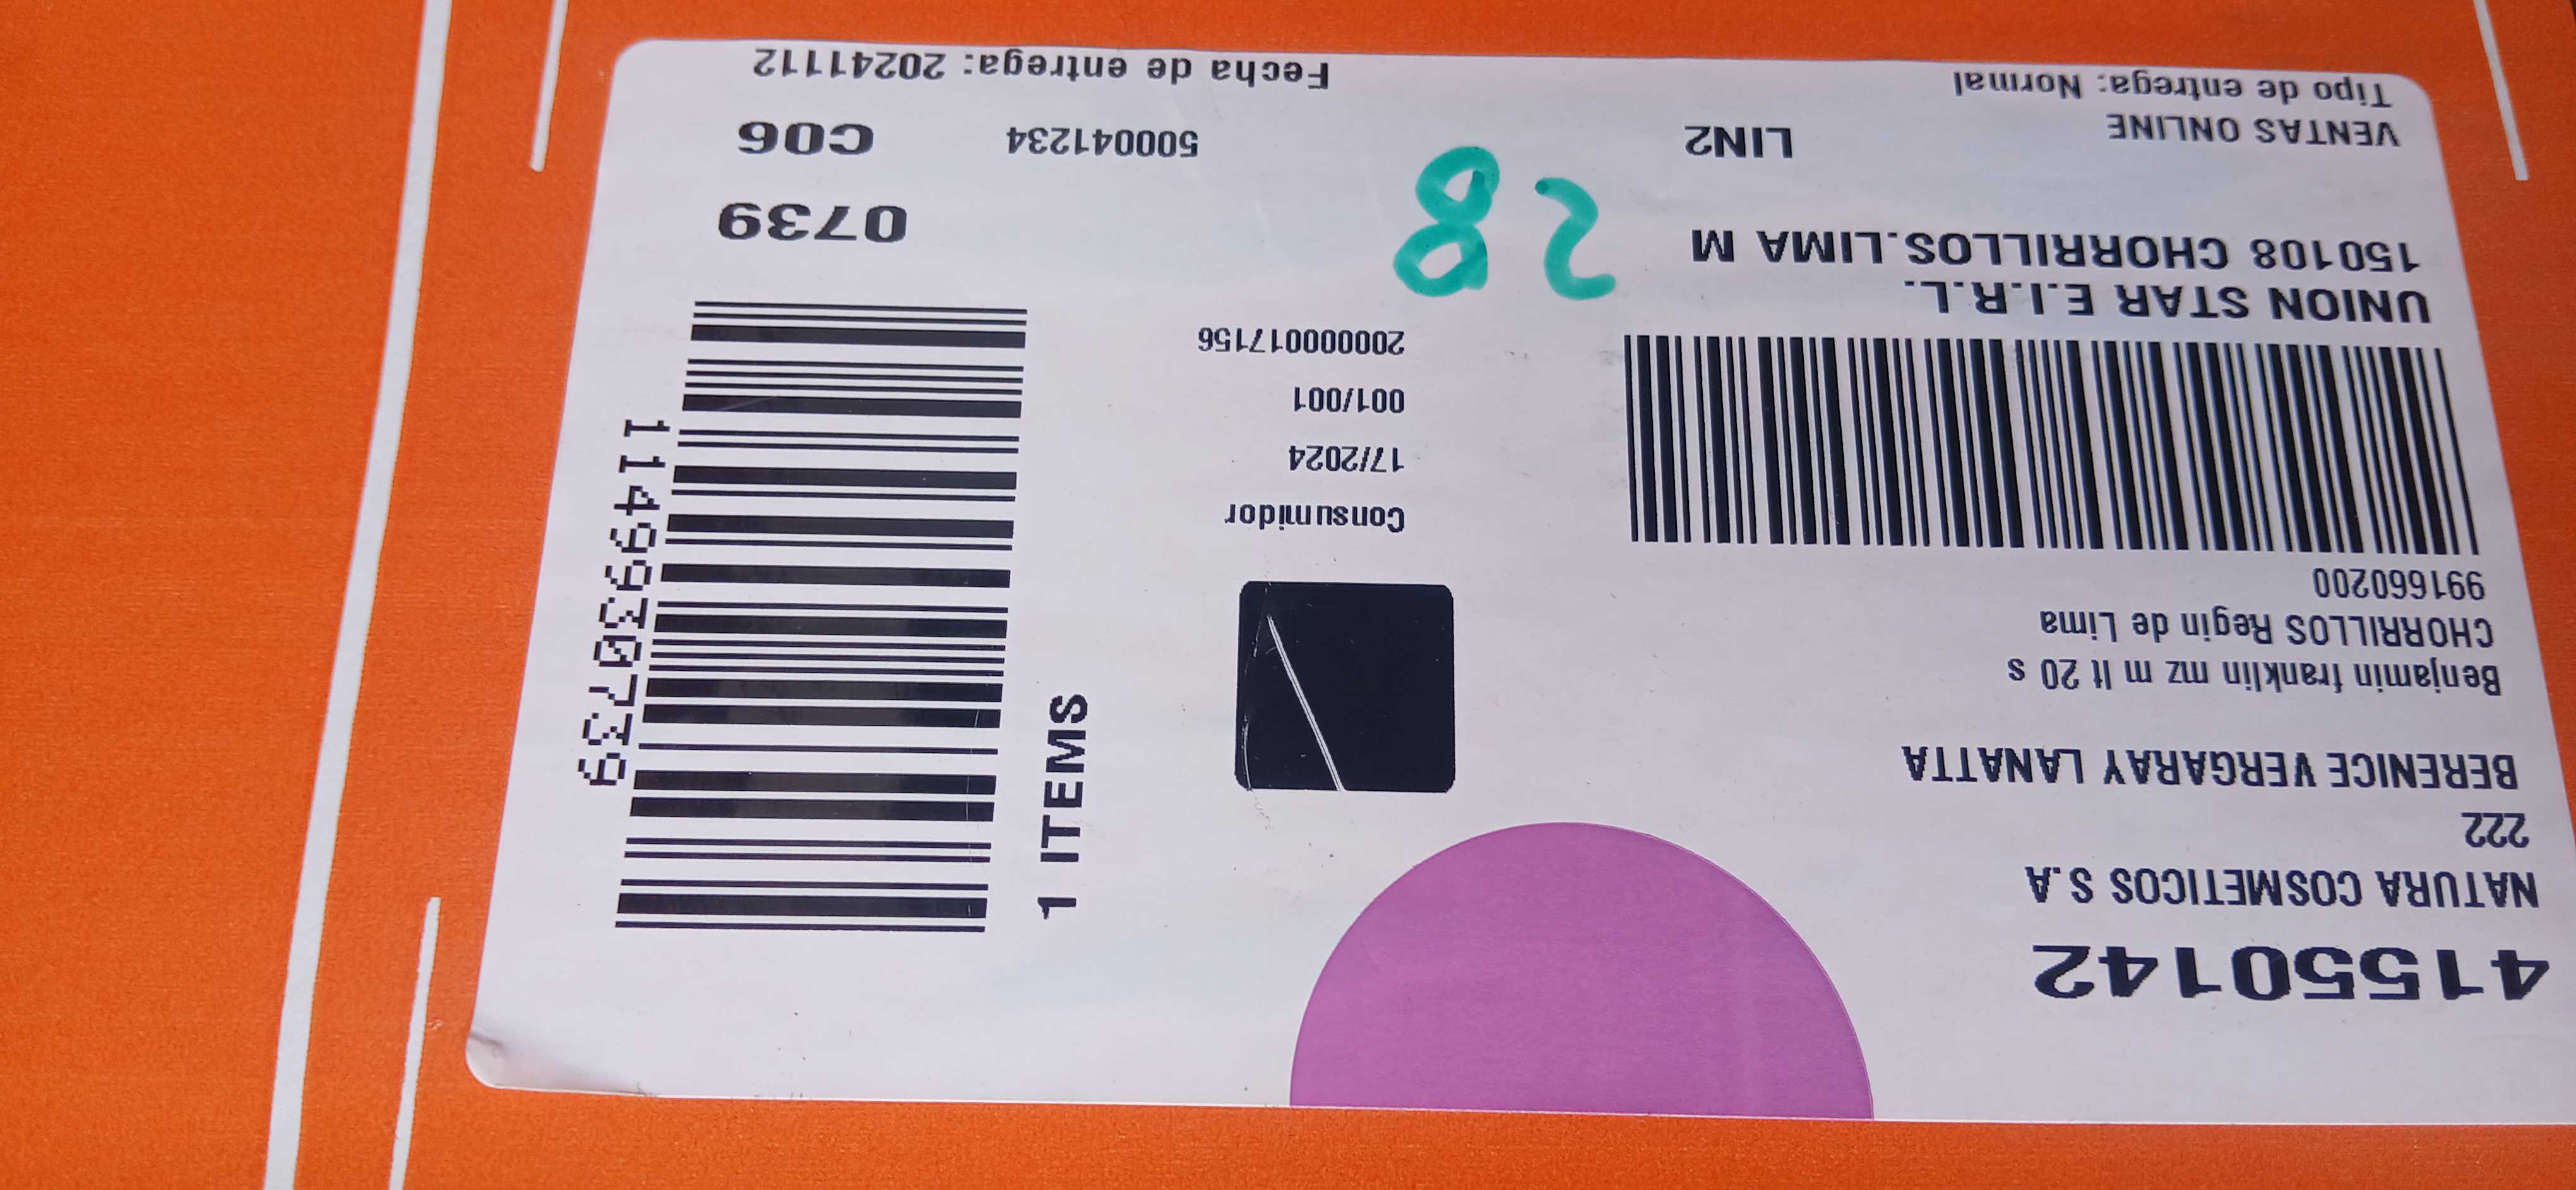 41550142
NATURA COSMETICOS S.A
222
BERENICE VERGARAY LANATTA
Benjamin franklin mz m lt 20 s
CHORRILLOS Regin de Lima
991660200
UNION STAR E.I.R.L.
150108 CHORRILLOS.LIMA M
VENTAS ONLINE
Tipo de entrega: Normal
LIN2
28
Consumidor
17/2024
001/001
20000017156
1 ITEMS
1149930739
0739
500041234
C06
Fecha de entrega: 20241112